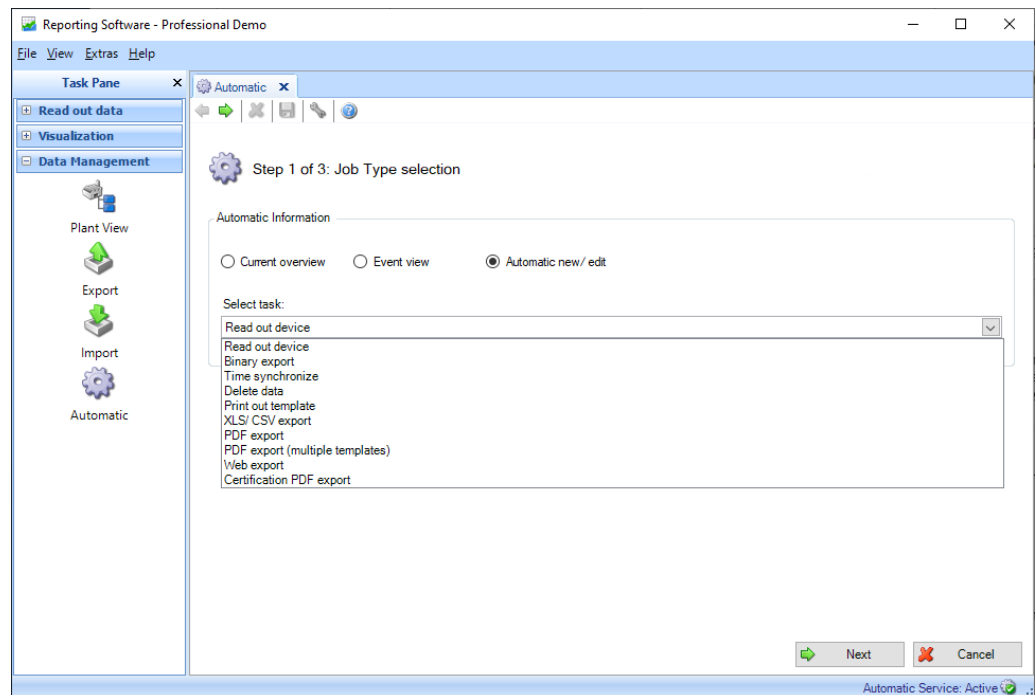 Reporting Software - Professional Demo
File View Extras Help
Task Pane
Automatic
Read out data
Visualization
Data Management
Plant View
Export
Import
Automatic
Step 1 of 3: Job Type selection
Automatic Information
Current overview Event view Automatic new/ edit
Select task:
Read out device
Read out device
Binary export
Time synchronize
Delete data
Print out template
XLS/ CSV export
PDF export
PDF export (multiple templates)
Web export
Certification PDF export
Next Cancel
Automatic Service: Active